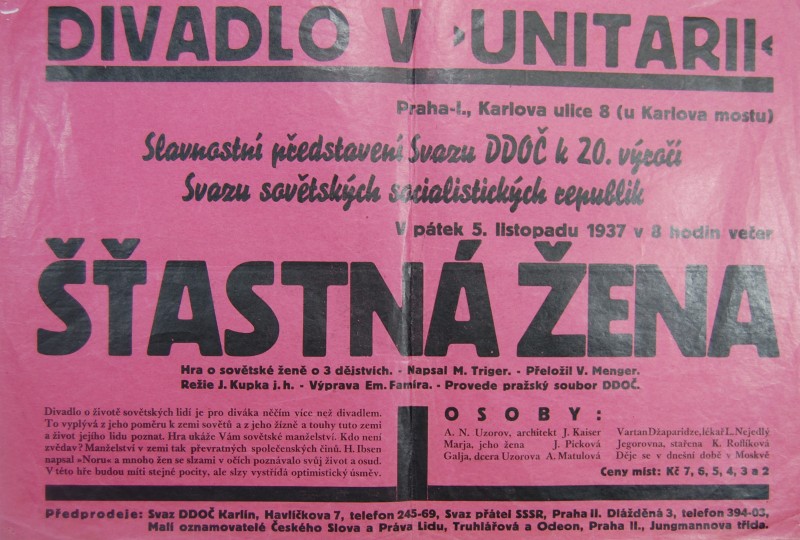 DIVADLO V ›UNITARII‹
Praha-I., Karlova ulice 8 (u Karlova mostu)
Slavnostní představení Svazu DDOČ k 20. výročí
Svazu sovětských socialistických republik
V pátek 5. listopadu 1937 v 8 hodin večer
ŠŤASTNÁ ŽENA
Hra o sovětské ženě o 3 dějstvích. - Napsal M. Triger. - Přeložil V. Menger.
Režie J. Kupka j. h. - Výprava Em. Famíra. - Provede pražský soubor DDOČ.
Divadlo o životě sovětských lidí je pro diváka něčím více než divadlem.
To vyplývá z jeho poměru k zemi sovětů a z jeho žízně a touhy tuto zemi
a život jejího lidu poznat. Hra ukáže Vám sovětské manželství. Kdo není
zvědav? Manželství v zemi tak převratných společenských činů. H. Ibsen
napsal »Noru« a mnoho žen se slzami v očích poznávalo svůj život a osud.
V této hře budou míti stejné pocity, ale slzy vystřídá optimistický úsměv.
OSOBY:
A. N. Uzorov, architekt J. Kaiser
Marja, jeho žena J. Picková
Galja, dcera Uzorova A. Matulová
Vartan Džaparidze, lékař L. Nejedlý
Jegorovna, stařena K. Roflíková
Děje se v dnešní době v Moskvě
Ceny míst: Kč 7, 6, 5, 4, 3 a 2
Předprodeje: Svaz DDOČ Karlín, Havlíčkova 7, telefon 245-69, Svaz přátel SSSR, Praha II. Dlážděná 3, telefon 394-03,
Malí oznamovatelé Českého Slova a Práva Lidu, Truhlářová a Odeon, Praha II., Jungmannova třída.